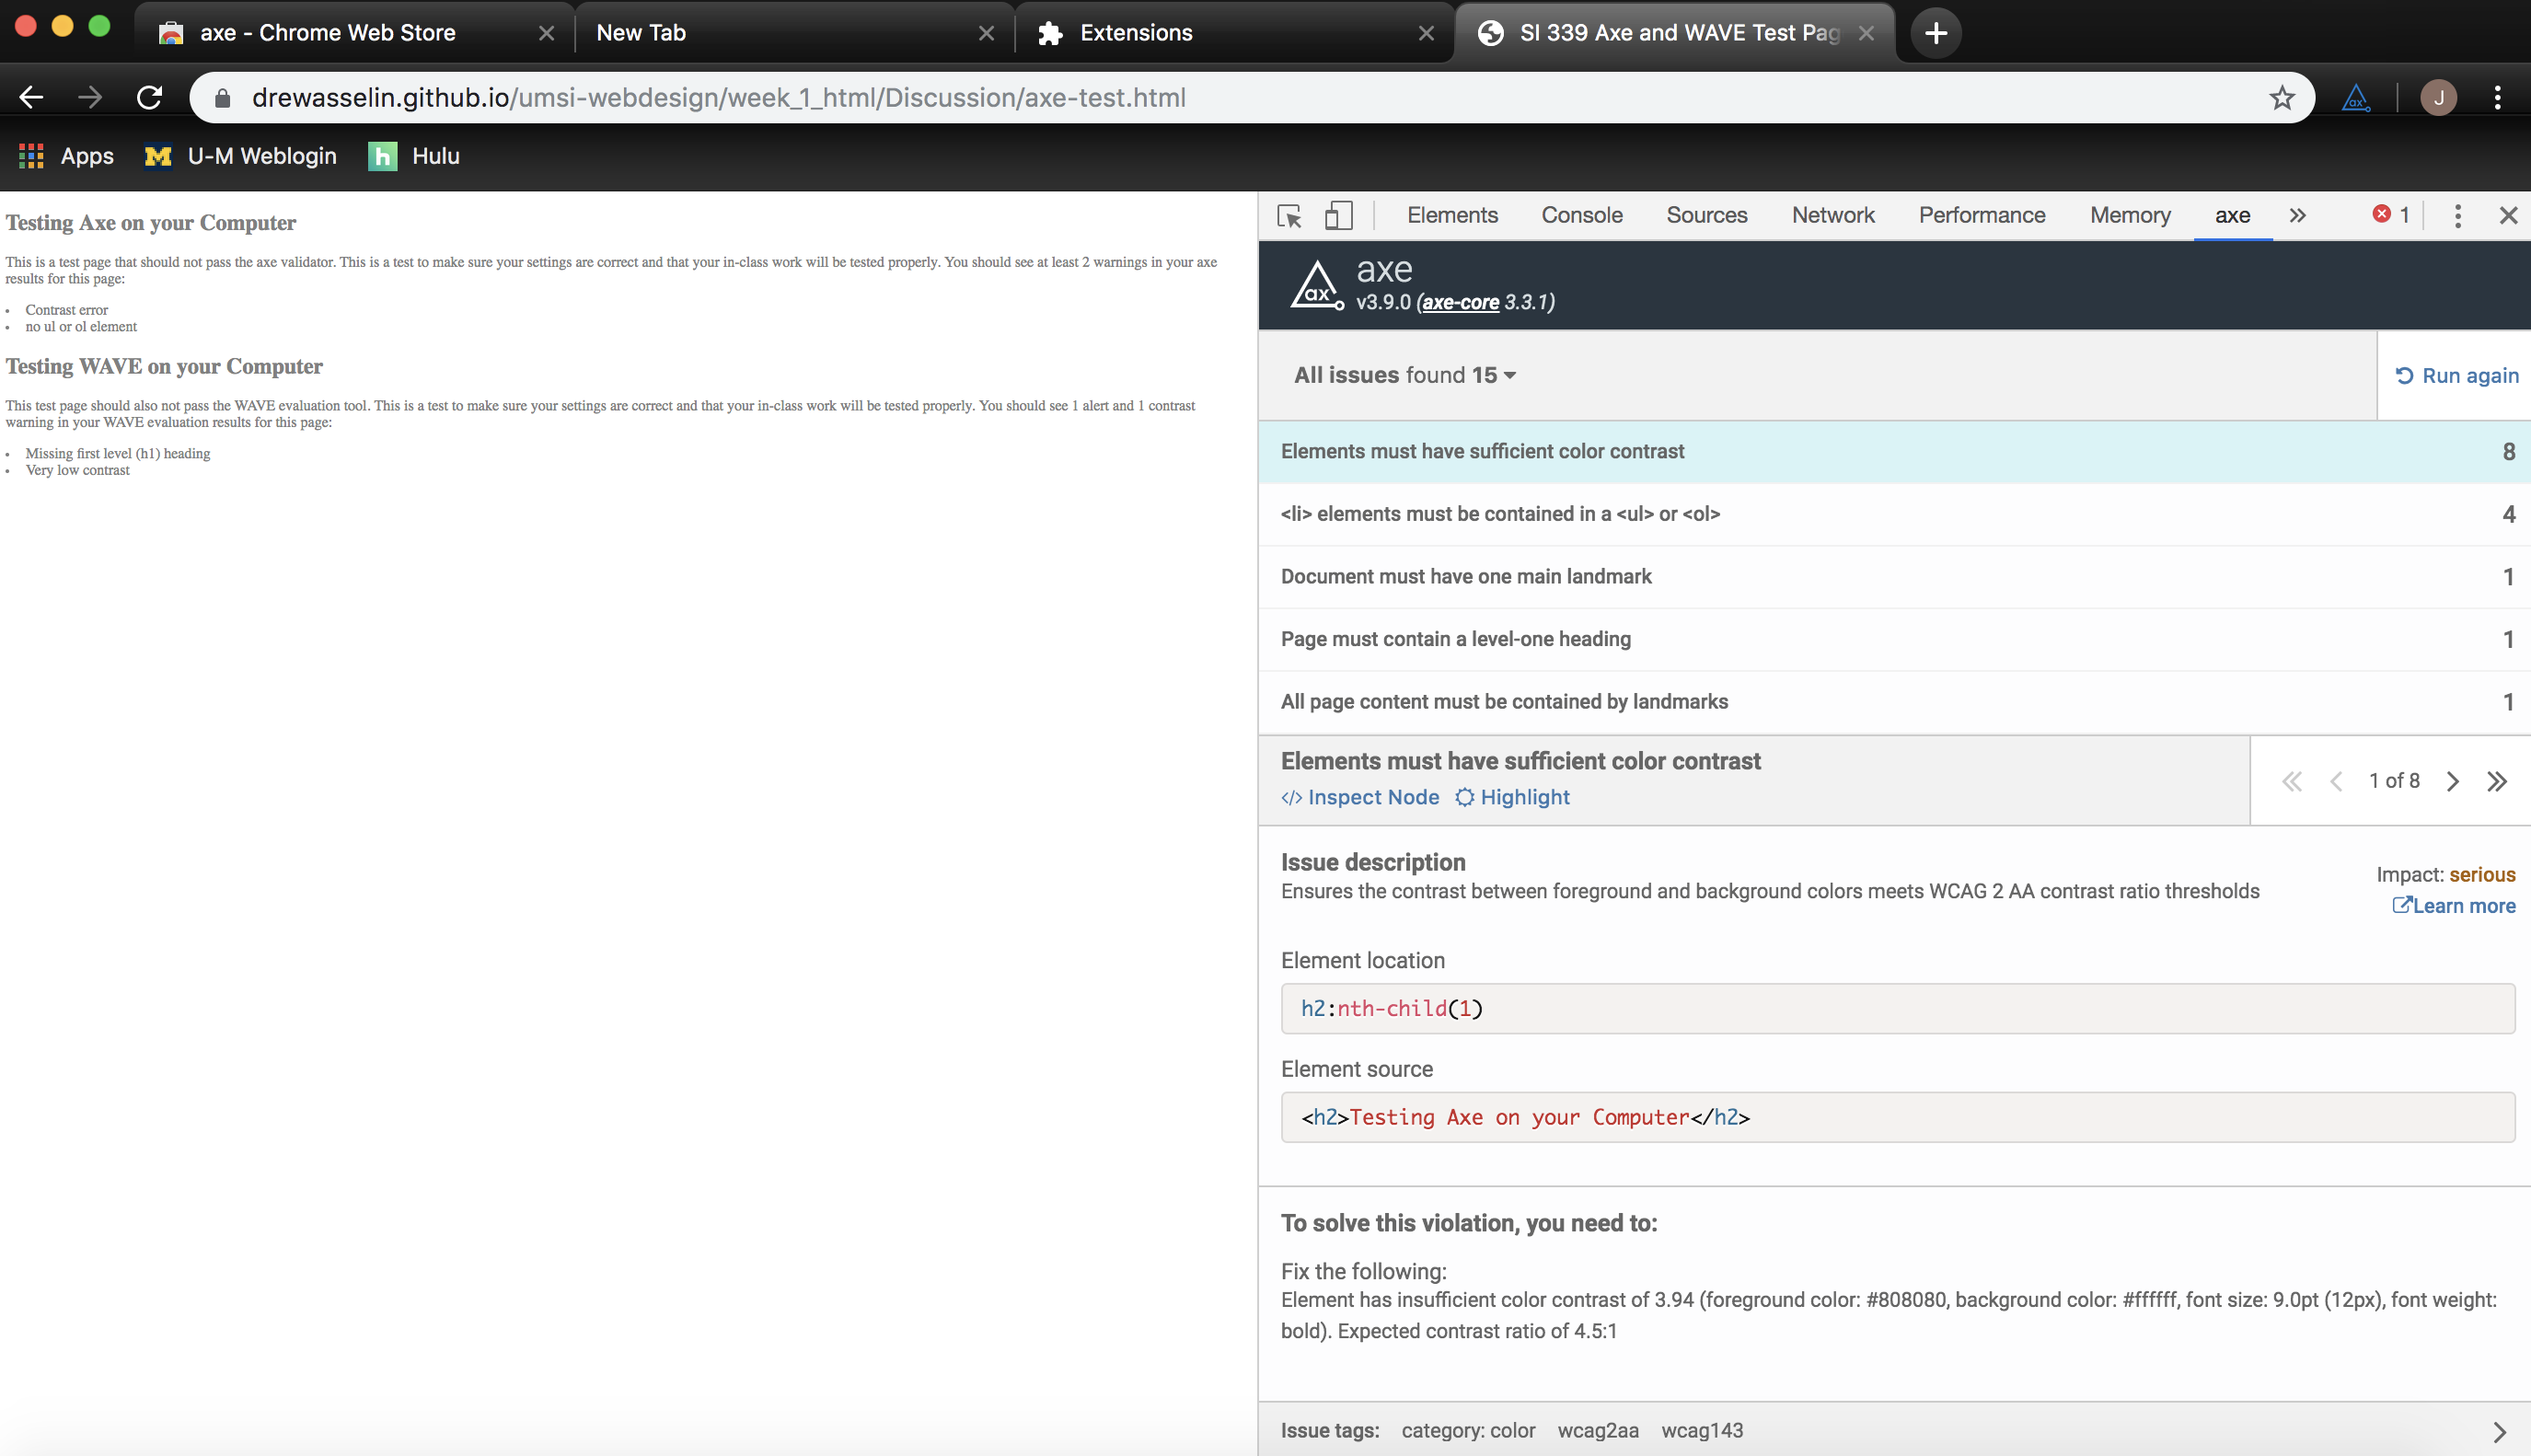 axe - Chrome Web Store
New Tab
Extensions
SI 339 Axe and WAVE Test Pag
drewasselin.github.io/umsi-webdesign/week_1_html/Discussion/axe-test.html
ax
J
Apps
M U-M Weblogin
h Hulu
Testing Axe on your Computer
This is a test page that should not pass the axe validator. This is a test to make sure your settings are correct and that your in-class work will be tested properly. You should see at least 2 warnings in your axe
results for this page:
• Contrast error
• no ul or ol element
Testing WAVE on your Computer
This test page should also not pass the WAVE evaluation tool. This is a test to make sure your settings are correct and that your in-class work will be tested properly. You should see 1 alert and 1 contrast
warning in your WAVE evaluation results for this page:
• Missing first level (h1) heading
• Very low contrast
Elements Console Sources Network Performance Memory axe » 1
ax
axe
v3.9.0 (axe-core 3.3.1)
All issues found 15
Run again
Elements must have sufficient color contrast 8
<li> elements must be contained in a <ul> or <ol> 4
Document must have one main landmark 1
Page must contain a level-one heading 1
All page content must be contained by landmarks 1
Elements must have sufficient color contrast
</> Inspect Node Highlight
1 of 8
Issue description
Ensures the contrast between foreground and background colors meets WCAG 2 AA contrast ratio thresholds
Impact: serious
Learn more
Element location
h2:nth-child(1)
Element source
<h2>Testing Axe on your Computer</h2>
To solve this violation, you need to:
Fix the following:
Element has insufficient color contrast of 3.94 (foreground color: #808080, background color: #ffffff, font size: 9.0pt (12px), font weight:
bold). Expected contrast ratio of 4.5:1
Issue tags: category: color wcag2aa wcag143